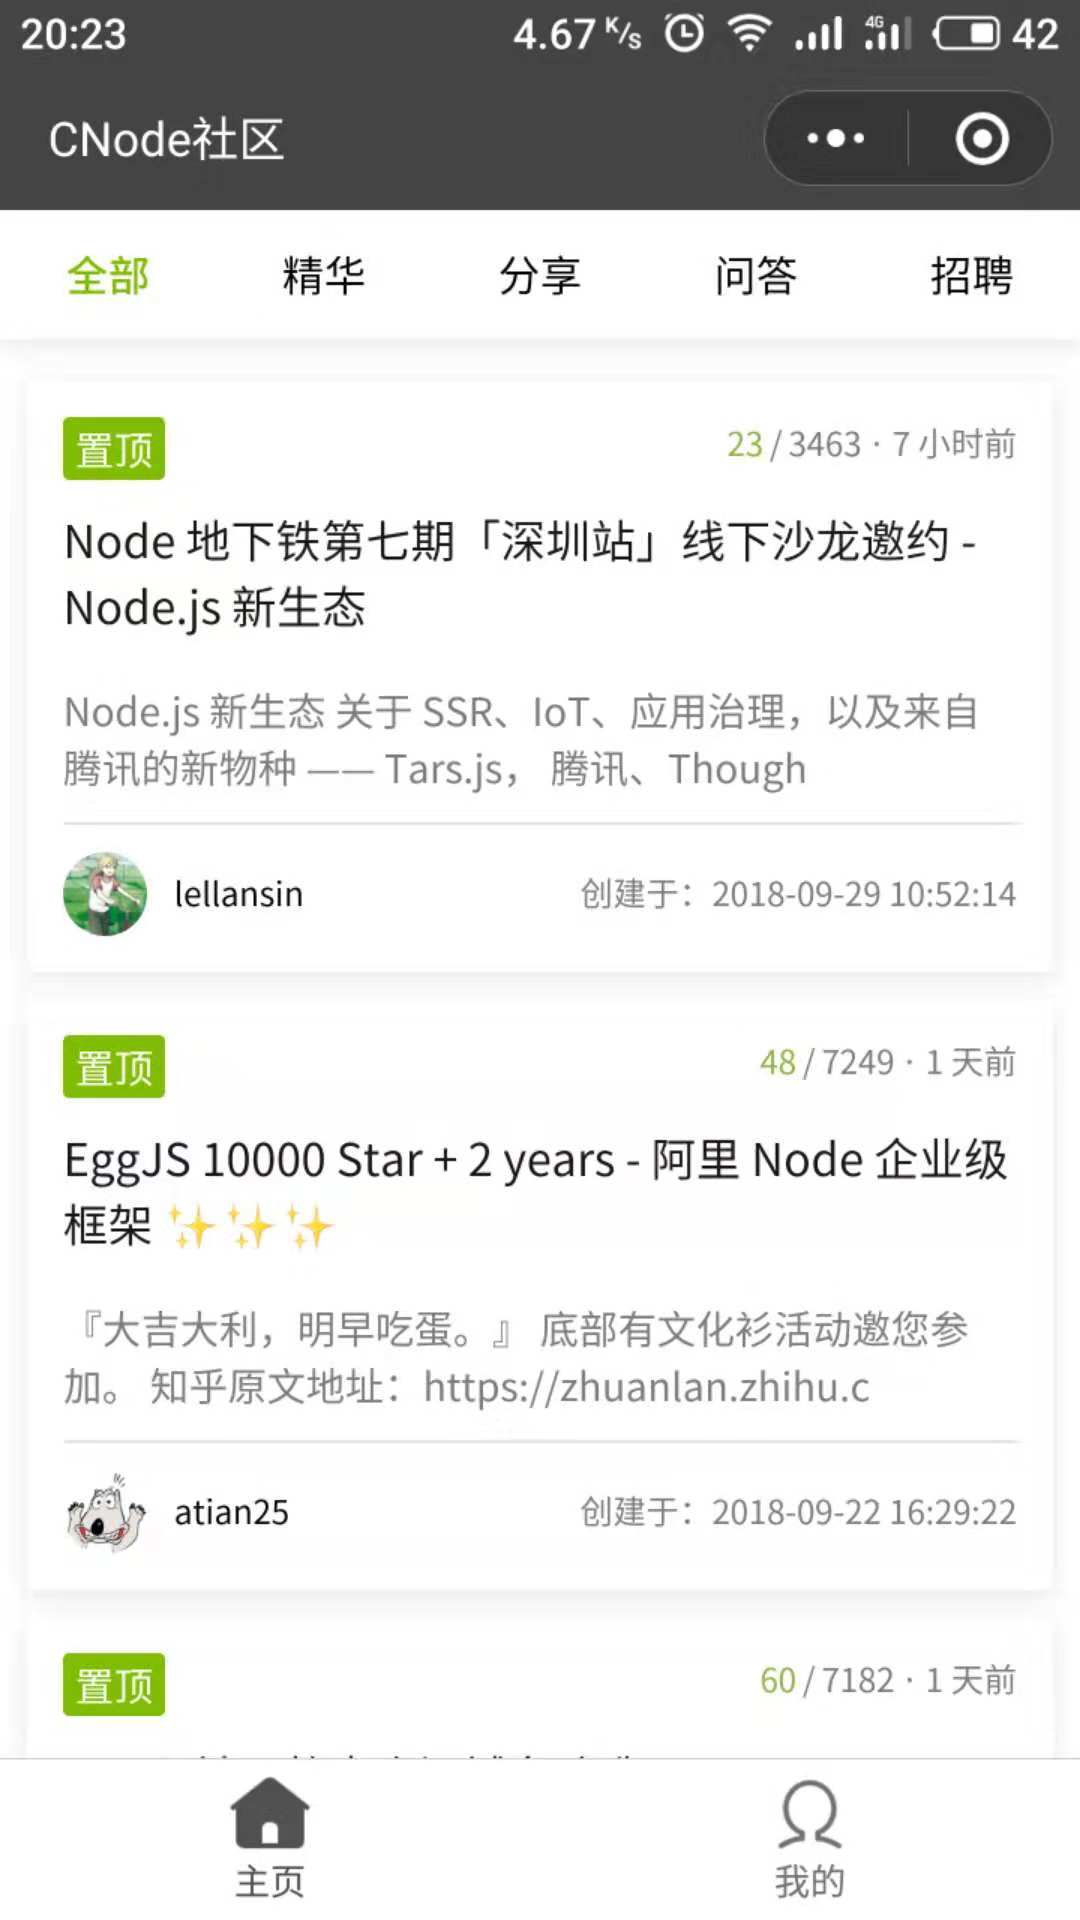 20:23 4.67 K/s 4G 42
CNode社区
全部 精华 分享 问答 招聘
置顶 23 / 3463 · 7 小时前
Node 地下铁第七期「深圳站」线下沙龙邀约 -
Node.js 新生态
Node.js 新生态 关于 SSR、IoT、应用治理，以及来自
腾讯的新物种 —— Tars.js， 腾讯、Though
lellansin 创建于：2018-09-29 10:52:14
置顶 48 / 7249 · 1 天前
EggJS 10000 Star + 2 years - 阿里 Node 企业级
框架 ✨✨✨
『大吉大利，明早吃蛋。』 底部有文化衫活动邀您参
加。 知乎原文地址：https://zhuanlan.zhihu.c
atian25 创建于：2018-09-22 16:29:22
置顶 60 / 7182 · 1 天前
主页 我的